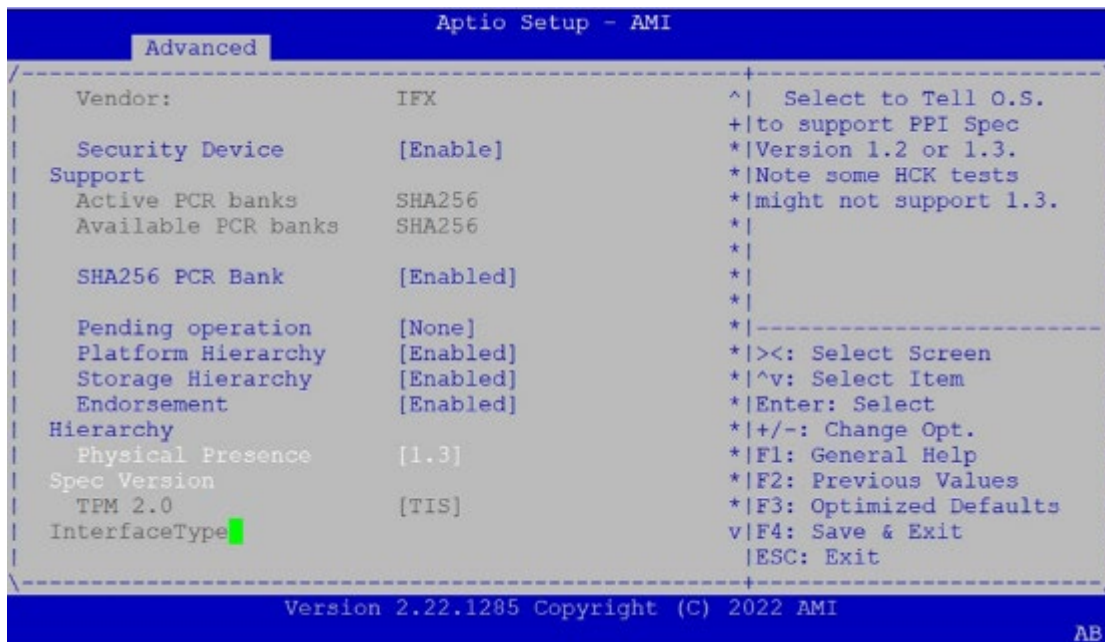 Aptio Setup - AMI
Advanced
Vendor: IFX
Security Device [Enable]
Support
Active PCR banks SHA256
Available PCR banks SHA256
SHA256 PCR Bank [Enabled]
Pending operation [None]
Platform Hierarchy [Enabled]
Storage Hierarchy [Enabled]
Endorsement [Enabled]
Hierarchy
Physical Presence [1.3]
Spec Version
TPM 2.0 [TIS]
InterfaceType
Select to Tell O.S.
to support PPI Spec
Version 1.2 or 1.3.
Note some HCK tests
might not support 1.3.
><: Select Screen
^v: Select Item
Enter: Select
+/-: Change Opt.
F1: General Help
F2: Previous Values
F3: Optimized Defaults
F4: Save & Exit
ESC: Exit
Version 2.22.1285 Copyright (C) 2022 AMI
AB